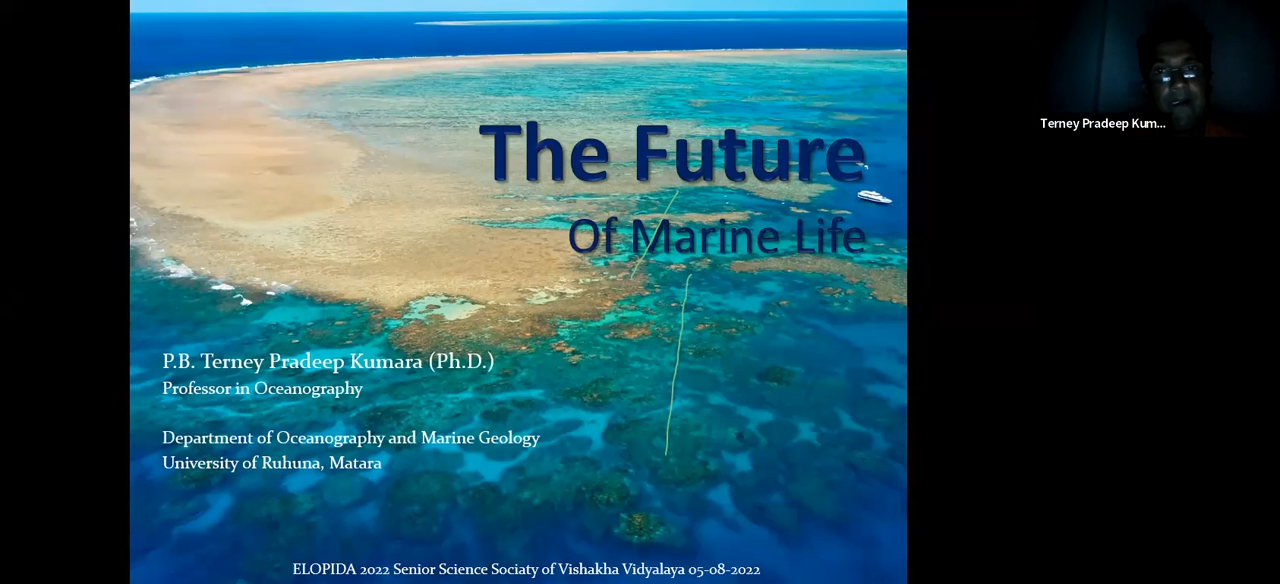 The Future
Of Marine Life
Terney Pradeep Kum...
P.B. Terney Pradeep Kumara (Ph.D.)
Professor in Oceanography
Department of Oceanography and Marine Geology
University of Ruhuna, Matara
ELOPIDA 2022 Senior Science Sociaty of Vishakha Vidyalaya 05-08-2022